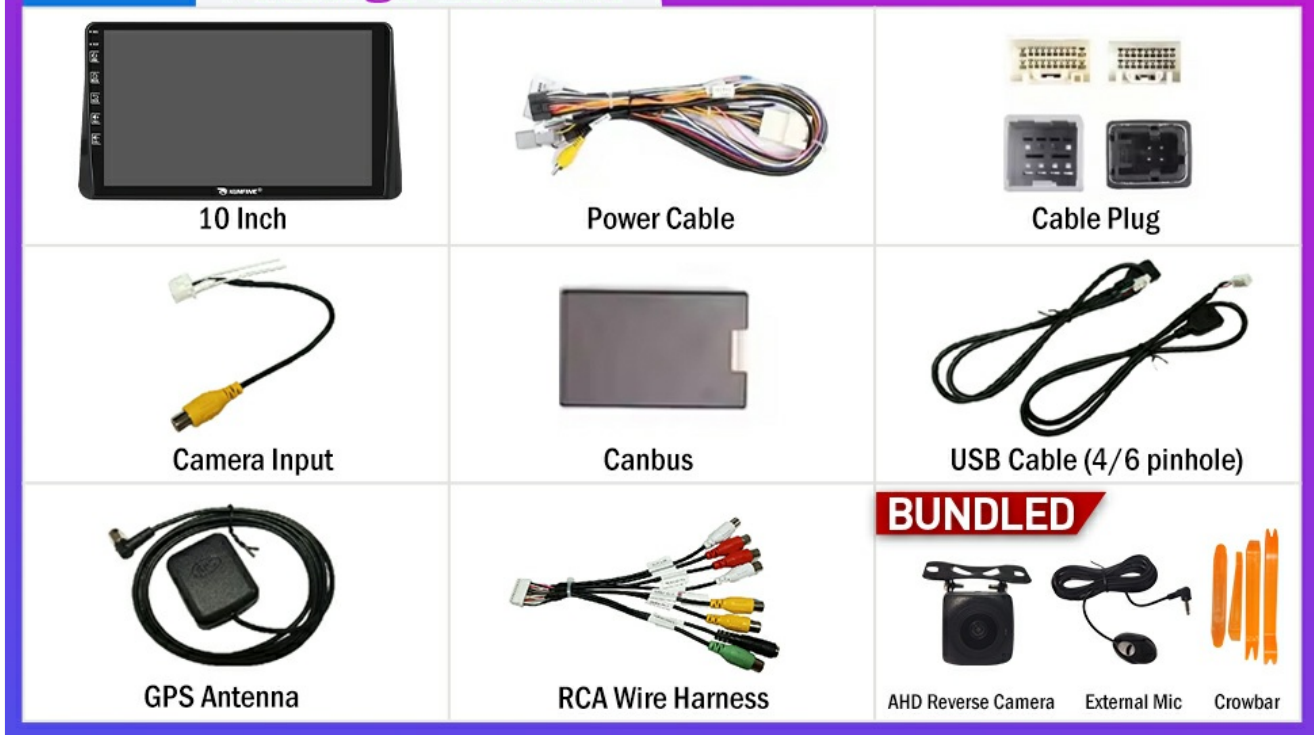 KUNFINE®
10 Inch
Power Cable
Cable Plug
Camera Input
Canbus
USB Cable (4/6 pinhole)
BUNDLED
GPS Antenna
RCA Wire Harness
AHD Reverse Camera
External Mic
Crowbar